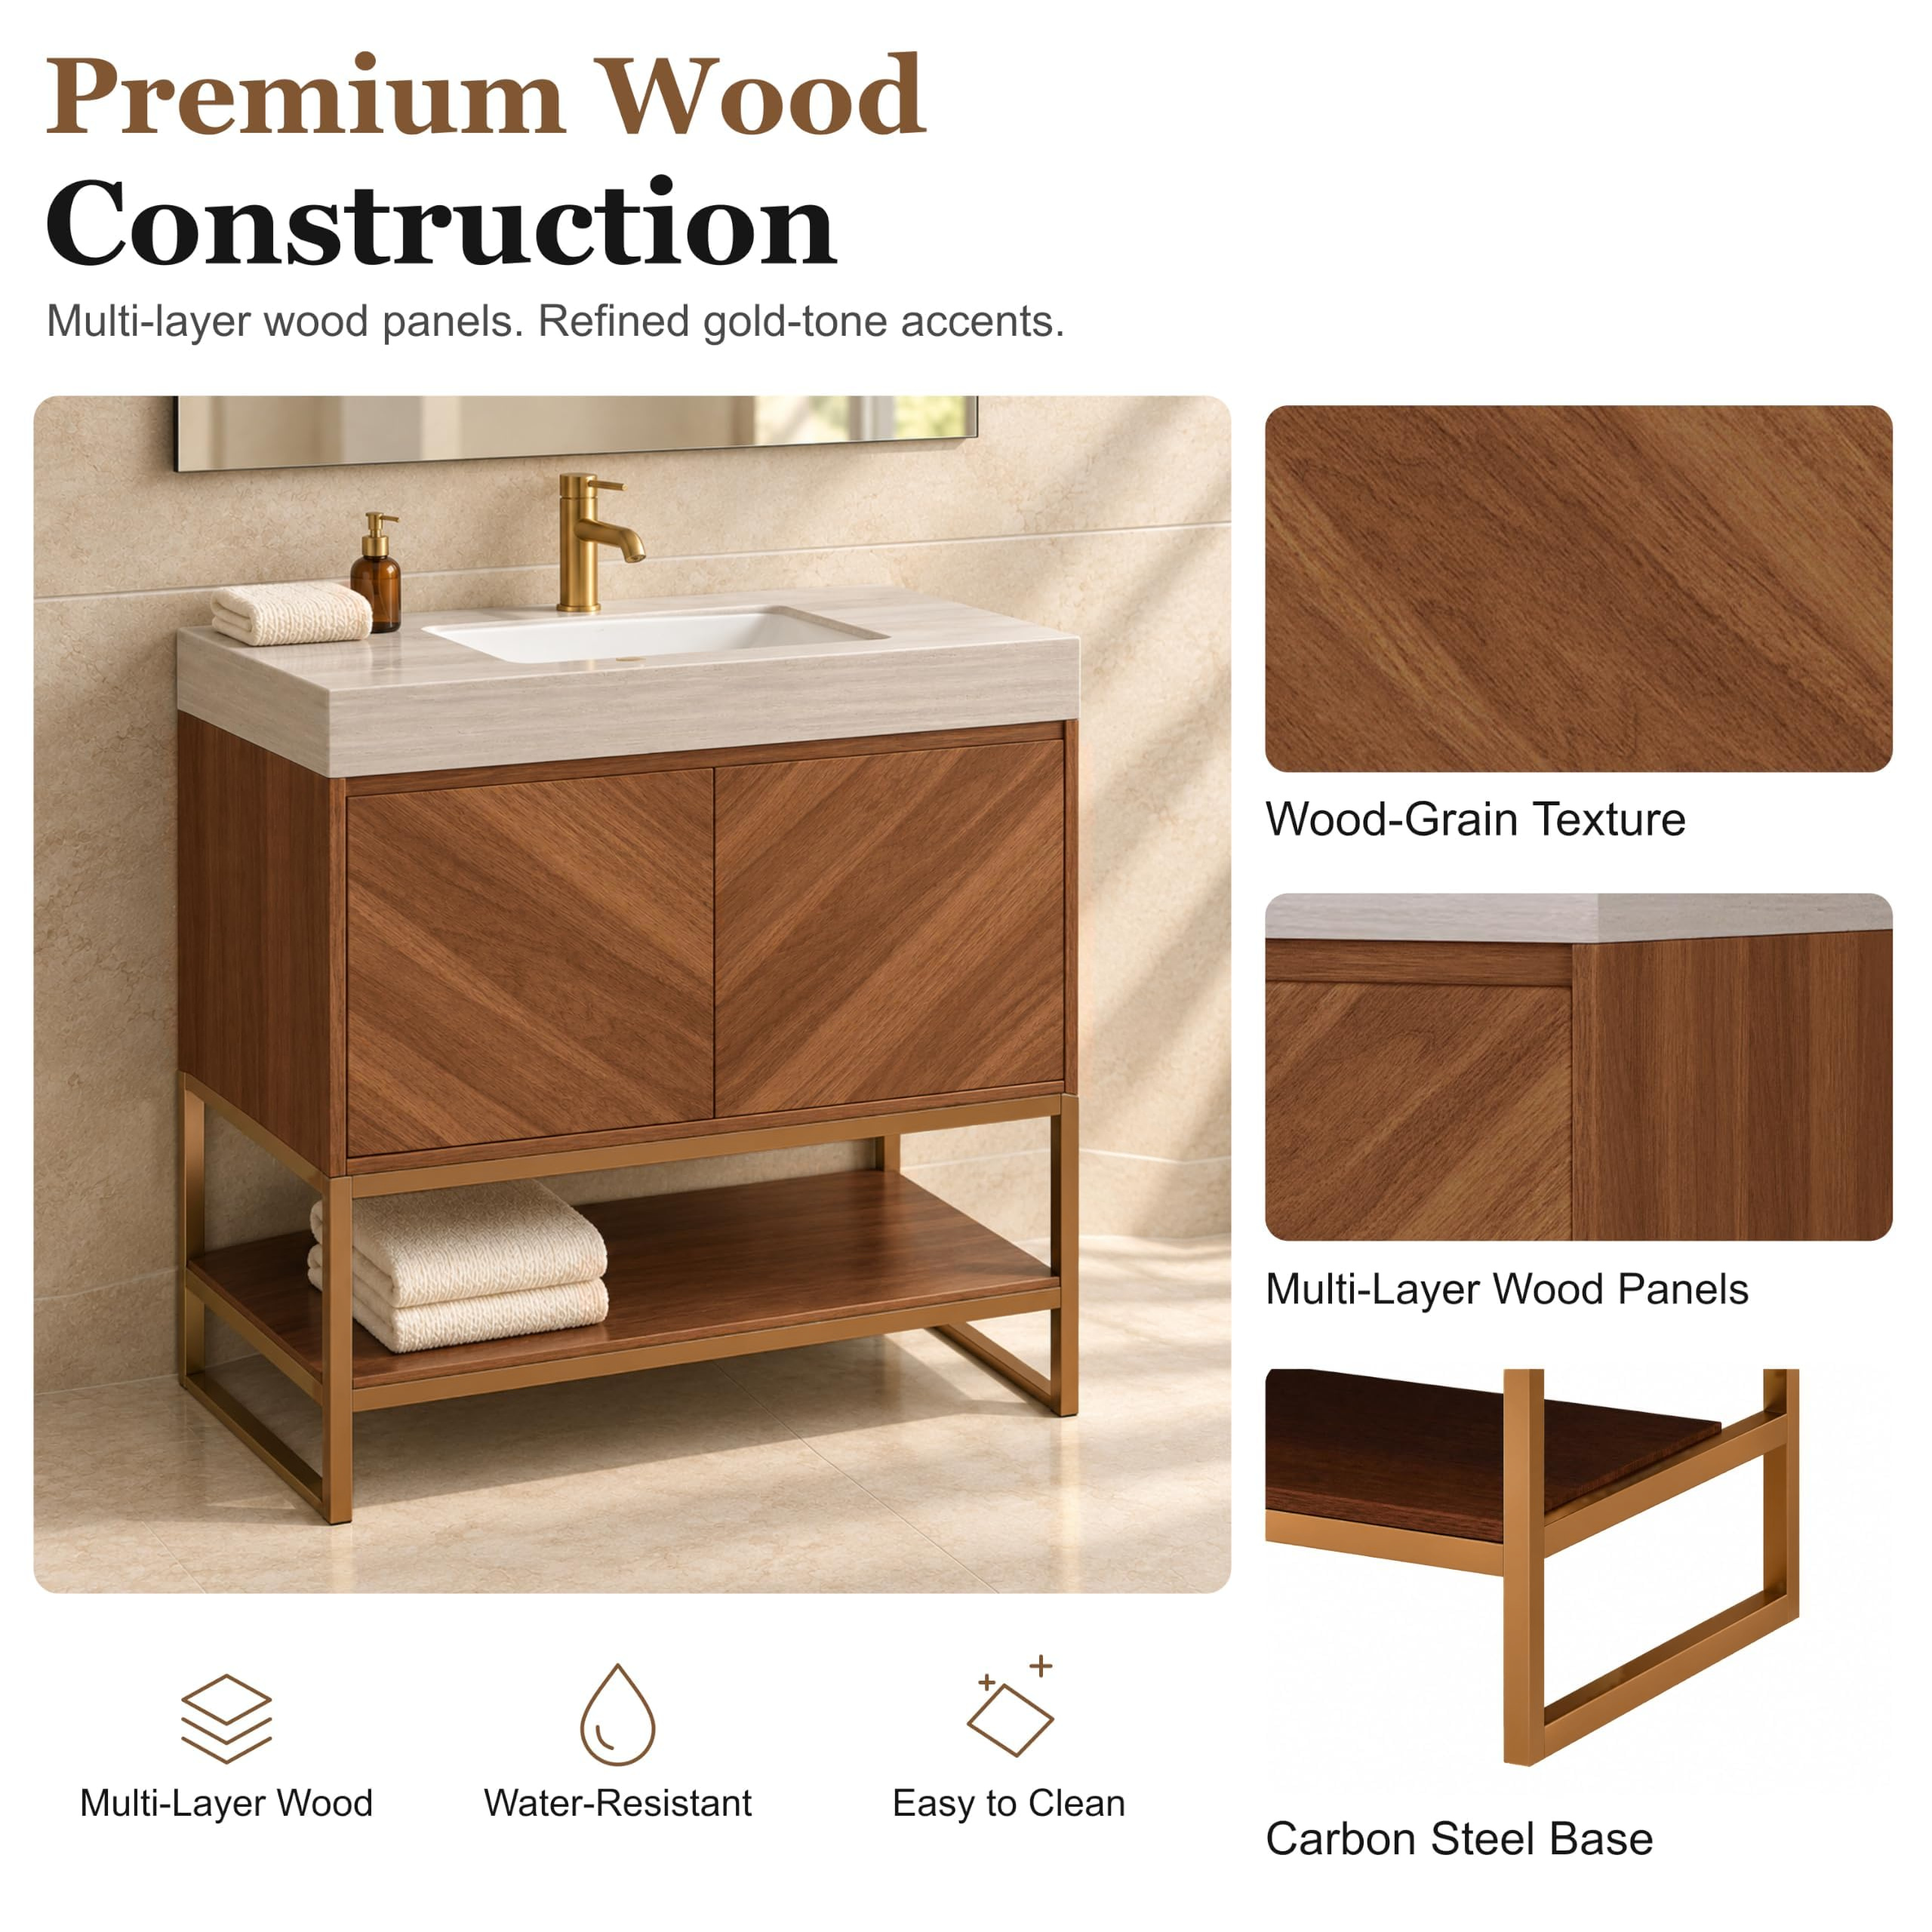 Premium Wood
Construction
Multi-layer wood panels. Refined gold-tone accents.
Wood-Grain Texture
Multi-Layer Wood Panels
Carbon Steel Base
Multi-Layer Wood
Water-Resistant
Easy to Clean